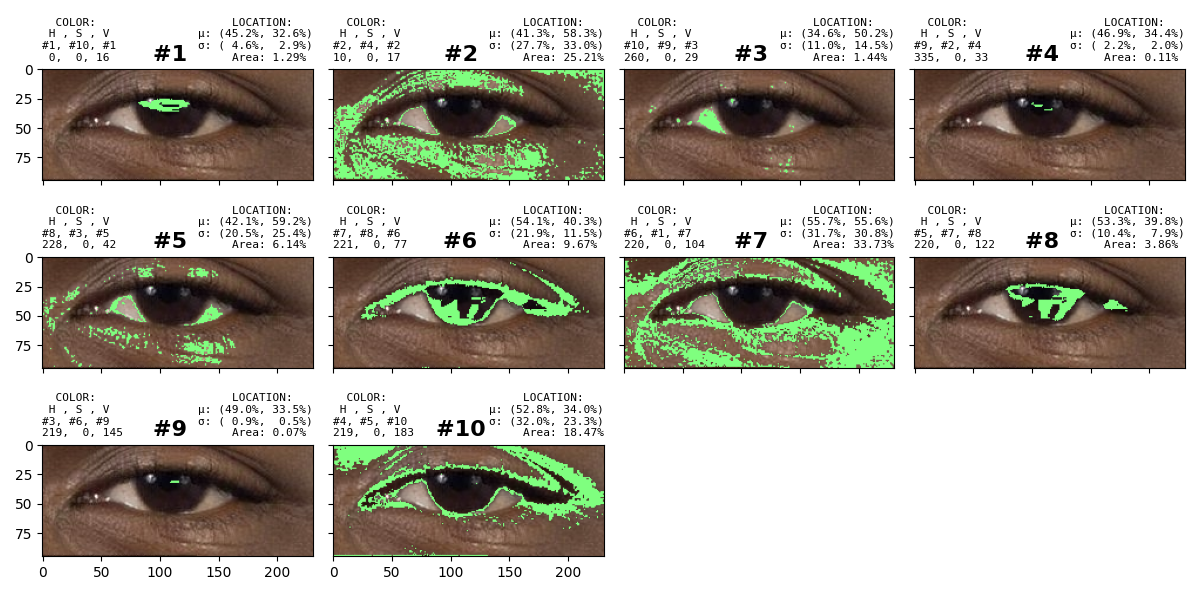 COLOR: LOCATION:
H , S , V μ: (45.2%, 32.6%)
#1, #10, #1 #1 σ: ( 4.6%, 2.9%)
0, 0, 16 Area: 1.29%
COLOR: LOCATION:
H , S , V μ: (41.3%, 58.3%)
#2, #4, #2 #2 σ: (27.7%, 33.0%)
10, 0, 17 Area: 25.21%
COLOR: LOCATION:
H , S , V μ: (34.6%, 50.2%)
#10, #9, #3 #3 σ: (11.0%, 14.5%)
260, 0, 29 Area: 1.44%
COLOR: LOCATION:
H , S , V μ: (46.9%, 34.4%)
#9, #2, #4 #4 σ: ( 2.2%, 2.0%)
335, 0, 33 Area: 0.11%
0
25
50
75
COLOR: LOCATION:
H , S , V μ: (42.1%, 59.2%)
#8, #3, #5 #5 σ: (20.5%, 25.4%)
228, 0, 42 Area: 6.14%
COLOR: LOCATION:
H , S , V μ: (54.1%, 40.3%)
#7, #8, #6 #6 σ: (21.9%, 11.5%)
221, 0, 77 Area: 9.67%
COLOR: LOCATION:
H , S , V μ: (55.7%, 55.6%)
#6, #1, #7 #7 σ: (31.7%, 30.8%)
220, 0, 104 Area: 33.73%
COLOR: LOCATION:
H , S , V μ: (53.3%, 39.8%)
#5, #7, #8 #8 σ: (10.4%, 7.9%)
220, 0, 122 Area: 3.86%
0
25
50
75
COLOR: LOCATION:
H , S , V μ: (49.0%, 33.5%)
#3, #6, #9 #9 σ: ( 0.9%, 0.5%)
219, 0, 145 Area: 0.07%
COLOR: LOCATION:
H , S , V μ: (52.8%, 34.0%)
#4, #5, #10 #10 σ: (32.0%, 23.3%)
219, 0, 183 Area: 18.47%
0
25
50
75
0 50 100 150 200
0 50 100 150 200